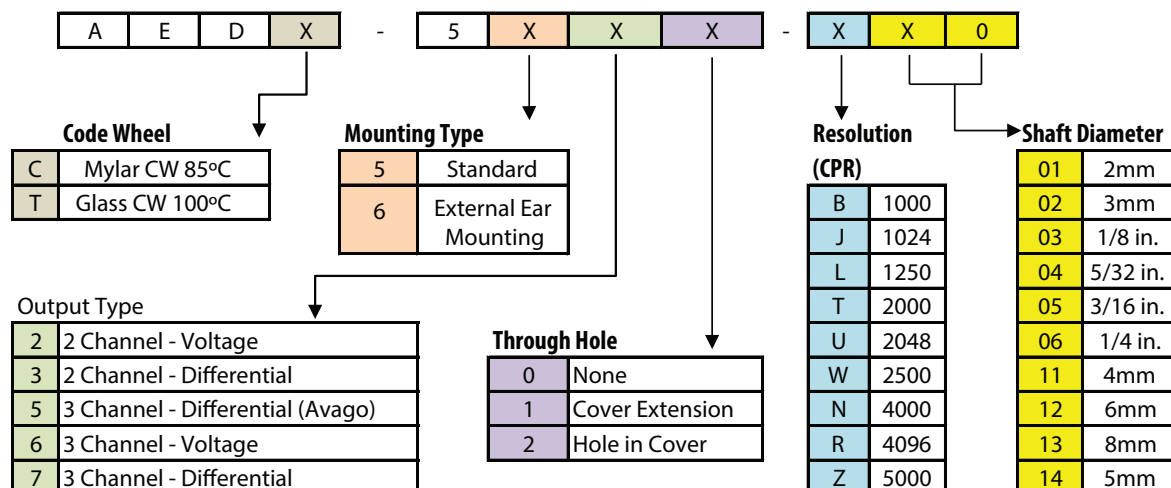 A E D X - 5 X X X - X X 0
Code Wheel
C Mylar CW 85ºC
T Glass CW 100ºC
Mounting Type
5 Standard
6 External Ear
Mounting
Output Type
2 2 Channel - Voltage
3 2 Channel - Differential
5 3 Channel - Differential (Avago)
6 3 Channel - Voltage
7 3 Channel - Differential
Through Hole
0 None
1 Cover Extension
2 Hole in Cover
Resolution
(CPR)
B 1000
J 1024
L 1250
T 2000
U 2048
W 2500
N 4000
R 4096
Z 5000
Shaft Diameter
01 2mm
02 3mm
03 1/8 in.
04 5/32 in.
05 3/16 in.
06 1/4 in.
11 4mm
12 6mm
13 8mm
14 5mm